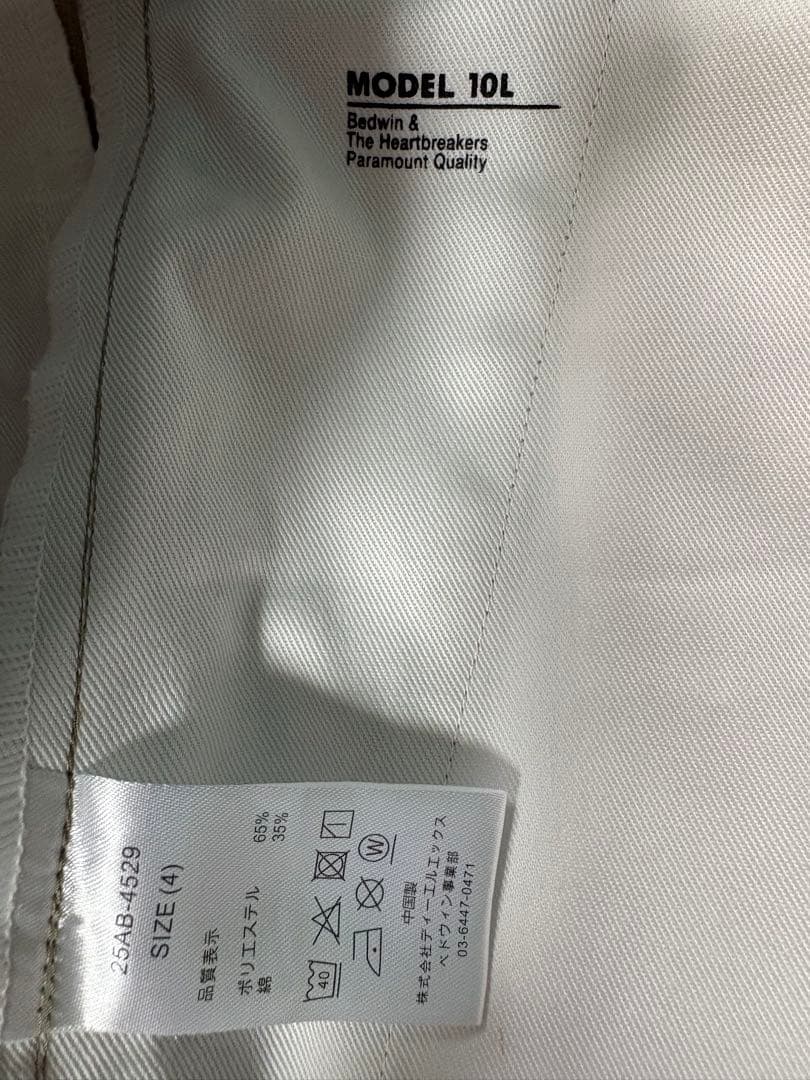 MODEL 10L
Bedwin &
The Heartbreakers
Paramount Quality
25AB-4529
SIZE (4)
品質表示
ポリエステル 65%
綿 35%
40
W
中国製
株式会社ディーエルエックス
ベドウィン事業部
03-6447-0471